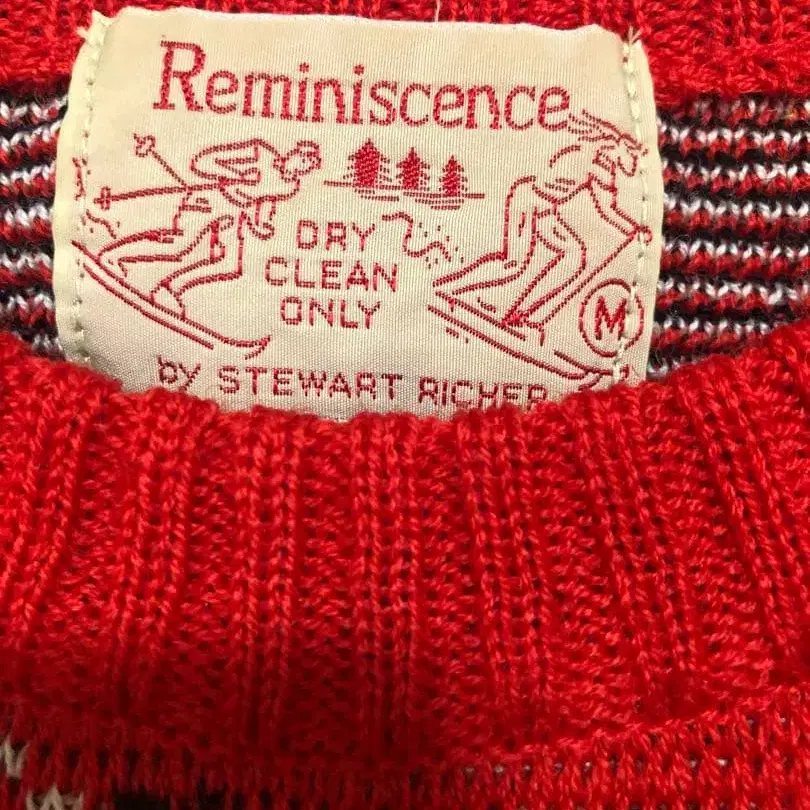 Reminiscence
DRY
CLEAN
ONLY
M
by STEWART RICHER